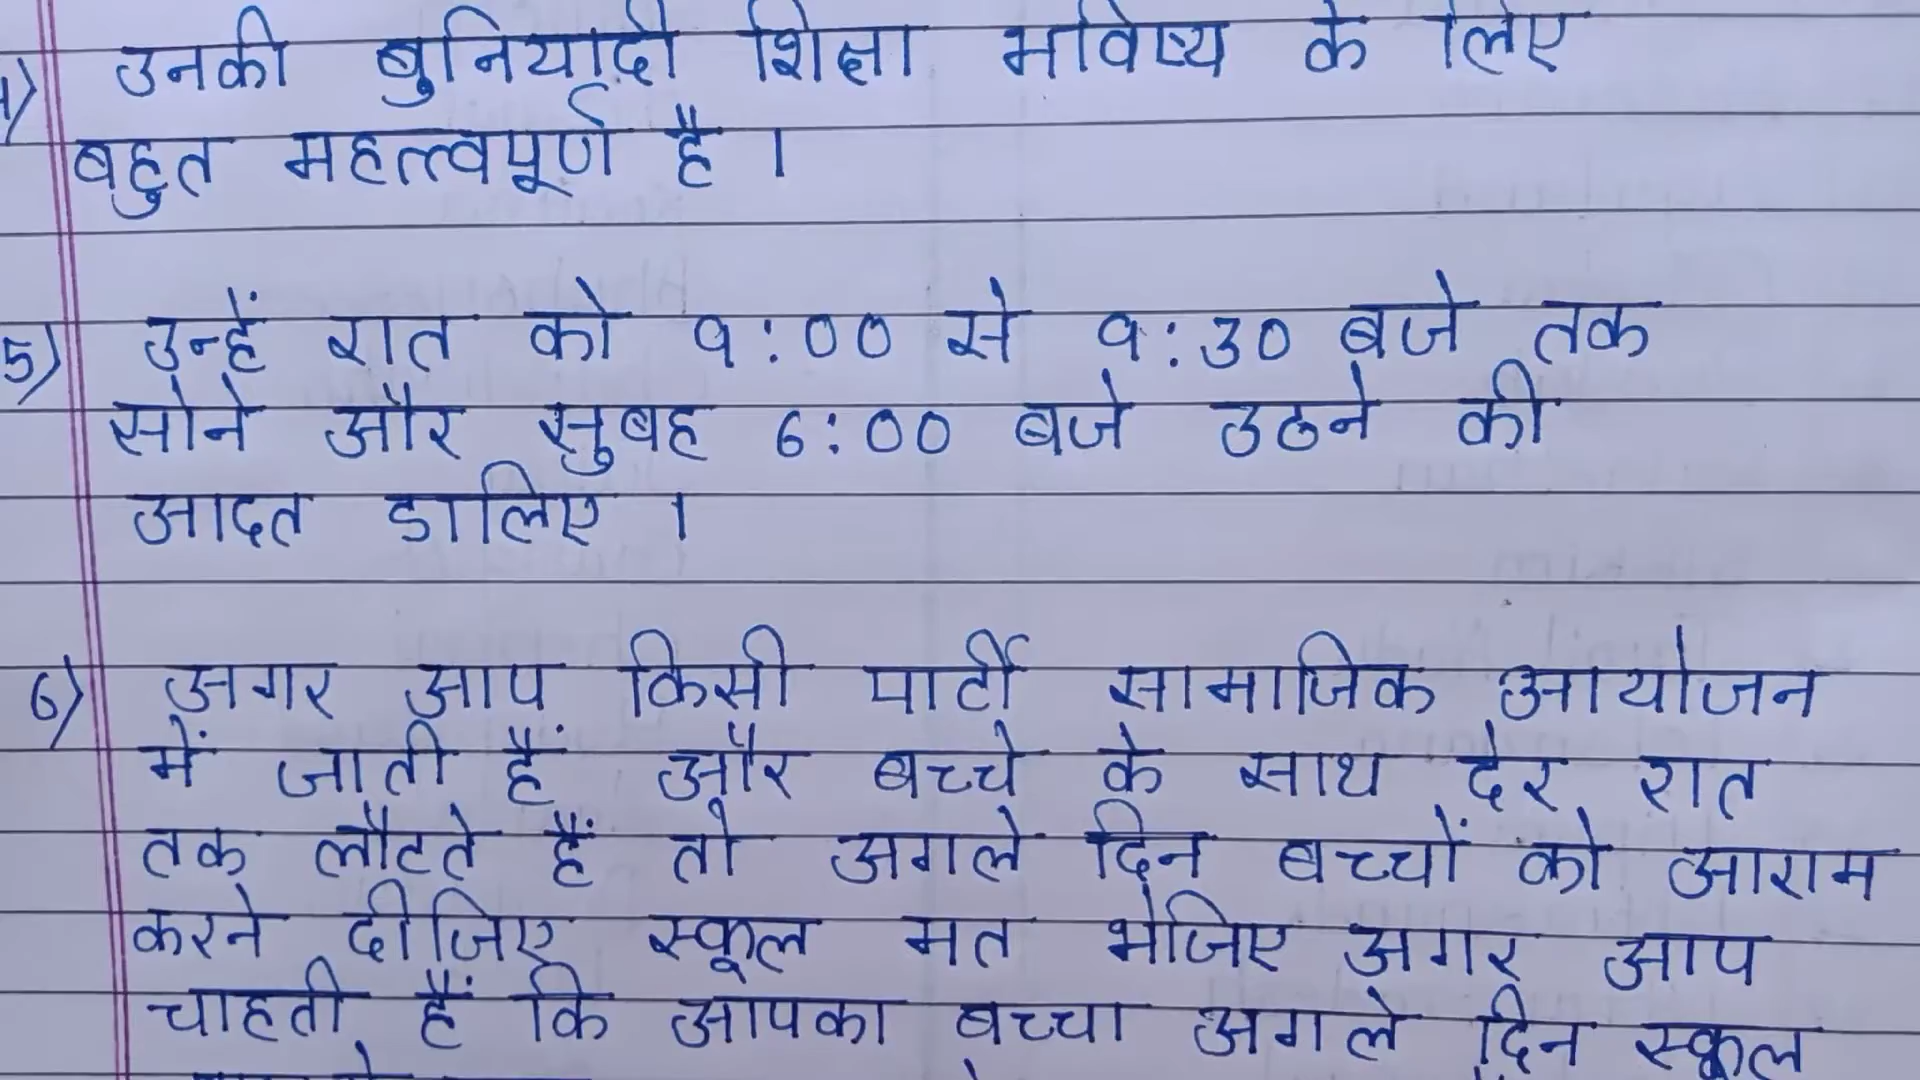 4) उनकी बुनियादी शिक्षा भविष्य के लिए
बहुत महत्त्वपूर्ण है ।
5) उन्हें रात को 9:00 से 9:30 बजे तक
सोने और सुबह 6:00 बजे उठने की
आदत डालिए ।
6) अगर आप किसी पार्टी सामाजिक आयोजन
में जाती हैं और बच्चे के साथ देर रात
तक लौटते हैं तो अगले दिन बच्चों को आराम
करने दीजिए स्कूल मत भेजिए अगर आप
चाहती हैं कि आपका बच्चा अगले दिन स्कूल